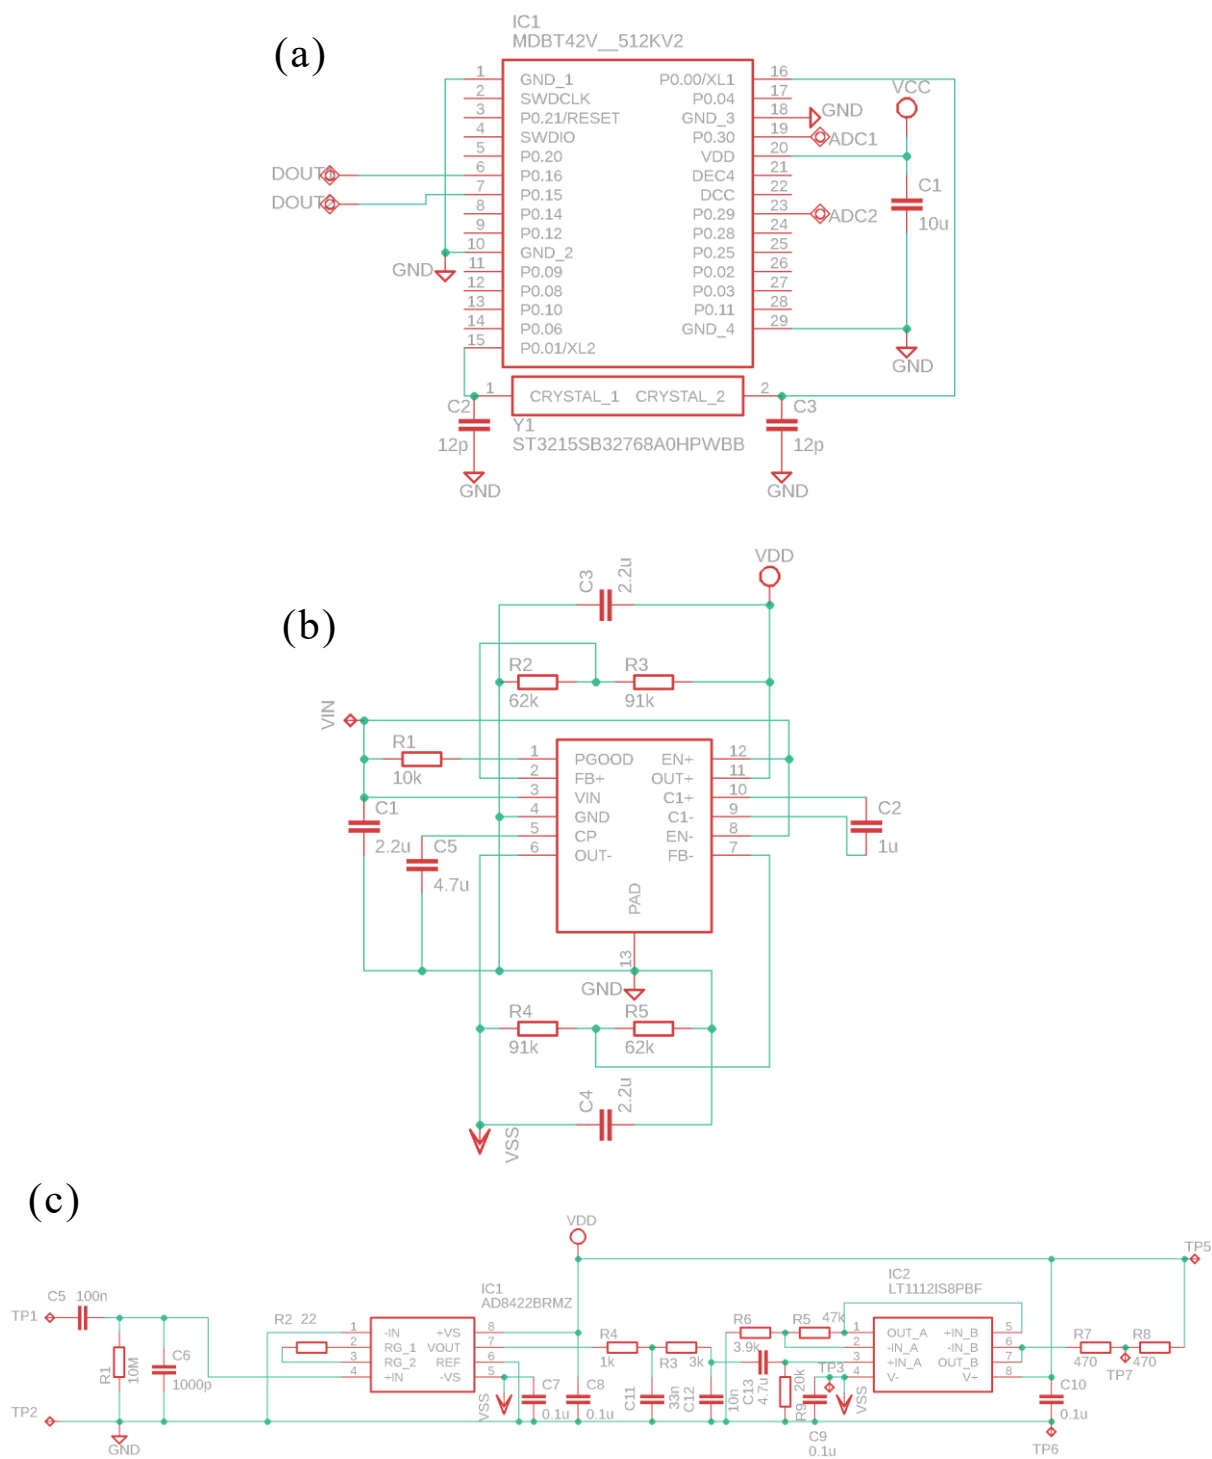 (a)
IC1
MDBT42V__512KV2
1 GND_1 P0.00/XL1 16
2 SWDCLK P0.04 17
3 P0.21/RESET GND_3 18 GND
4 SWDIO P0.30 19 ADC1
5 P0.20 VDD 20
DOUT 6 P0.16 DEC4 21
DOUT 7 P0.15 DCC 22
8 P0.14 P0.29 23 ADC2
9 P0.12 P0.28 24
10 GND_2 P0.25 25
GND 11 P0.09 P0.02 26
12 P0.08 P0.03 27
13 P0.10 P0.11 28
14 P0.06 GND_4 29
15 P0.01/XL2
VCC
C1
10u
GND
1 CRYSTAL_1 CRYSTAL_2 2
C2
12p
GND
Y1
ST3215SB32768A0HPWBB
C3
12p
GND
(b)
VDD
C3
2.2u
R2
62k
R3
91k
VIN
R1
10k
1 PGOOD EN+ 12
2 FB+ OUT+ 11
3 VIN C1+ 10
4 GND C1- 9
5 CP EN- 8
6 OUT- FB- 7
PAD
13
C1
2.2u
C5
4.7u
C2
1u
GND
R4
91k
R5
62k
C4
2.2u
VSS
(c)
VDD
TP5
TP1
C5 100n
R1
10M
C6
1000p
TP2
GND
R2 22
IC1
AD8422BRMZ
1 -IN +VS 8
2 RG_1 VOUT 7
3 RG_2 REF 6
4 +IN -VS 5
VSS
C7
0.1u
C8
0.1u
R4
1k
R3 3k
C11
33n
C12
10n
C13
4.7u
R6
3.9k
R5 47k
R9
20k
TP3
C9
0.1u
VSS
IC2
LT1112IS8PBF
1 OUT_A +IN_B 5
2 -IN_A -IN_B 6
3 +IN_A OUT_B 7
4 V- V+ 8
R7
470
TP7
R8
470
C10
0.1u
TP6